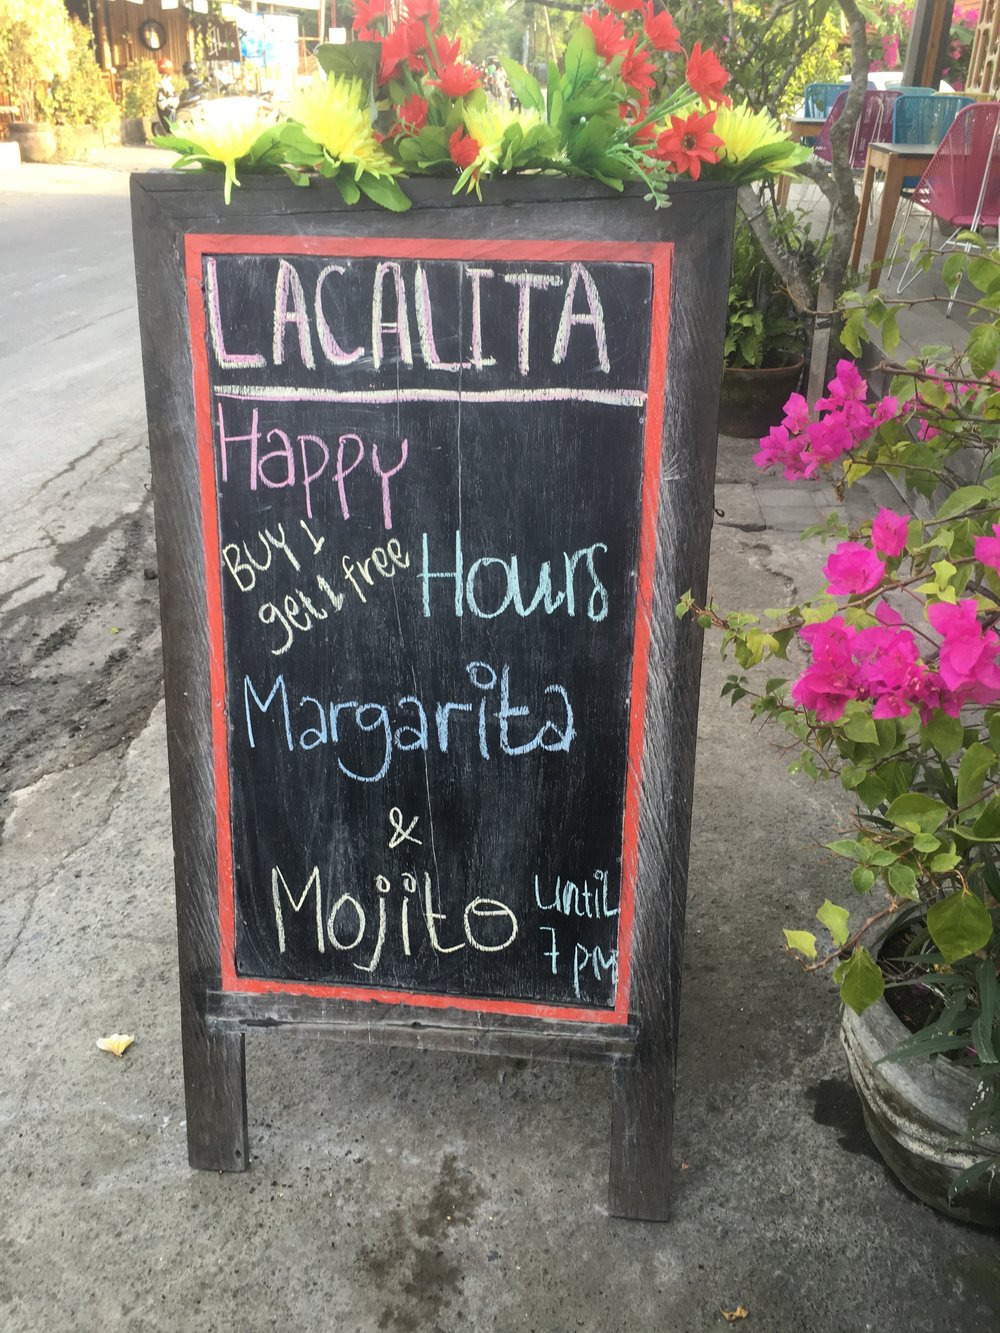 LACALITA
Happy
BUY 1
get 1 free
Hours
Margarita
&
Mojito
Until
7 pm